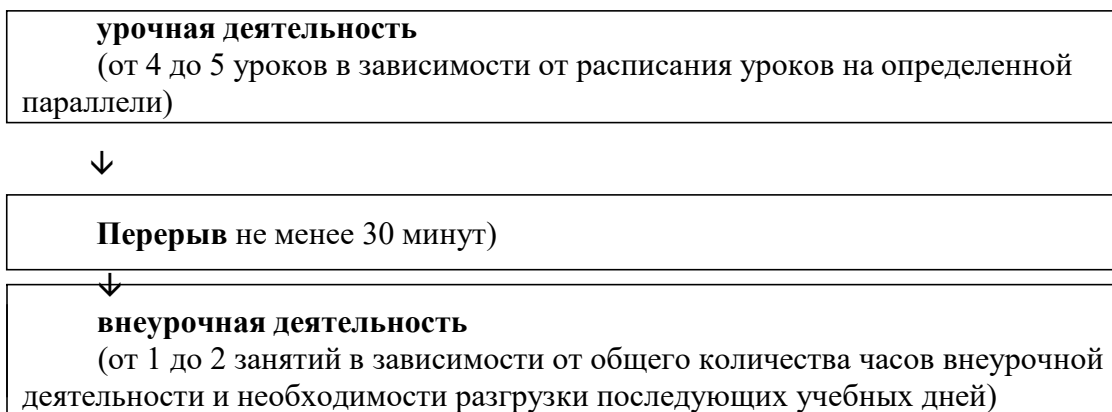 урочная деятельность
(от 4 до 5 уроков в зависимости от расписания уроков на определенной
параллели)
↓
Перерыв не менее 30 минут)
↓
внеурочная деятельность
(от 1 до 2 занятий в зависимости от общего количества часов внеурочной
деятельности и необходимости разгрузки последующих учебных дней)